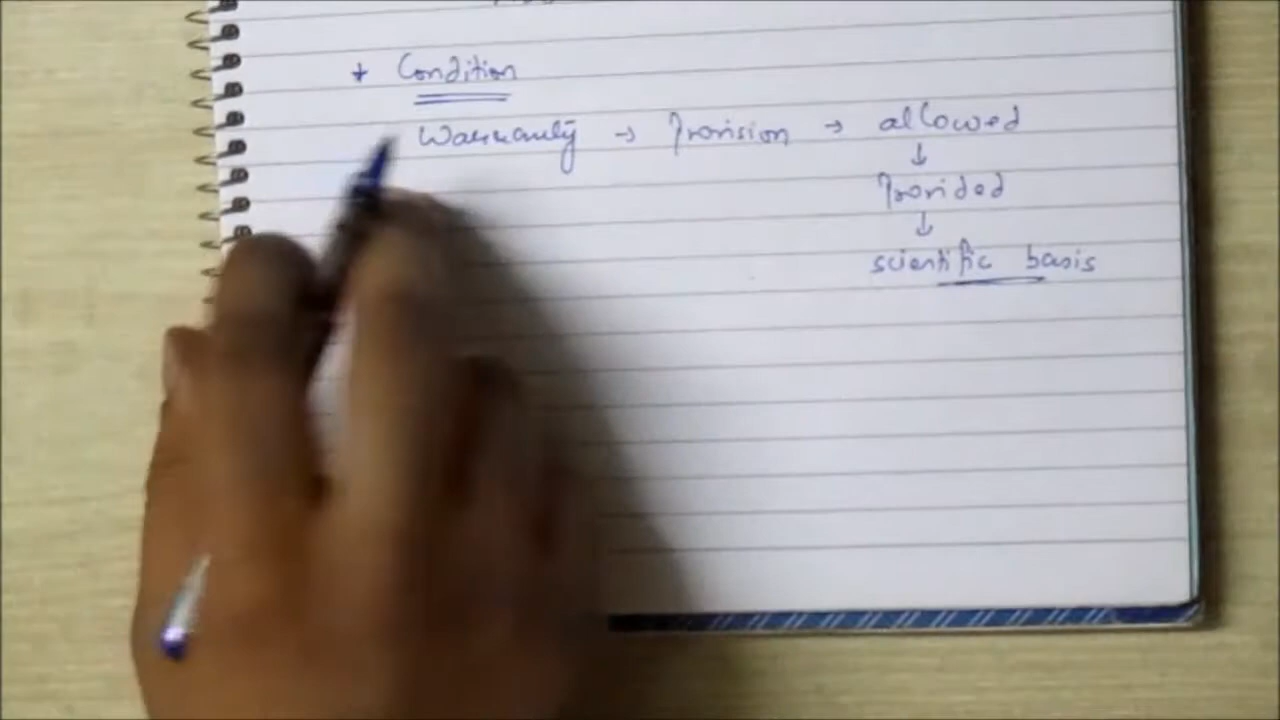 + Condition
Warranty → Provision → allowed
↓
Provided
↓
scientific basis